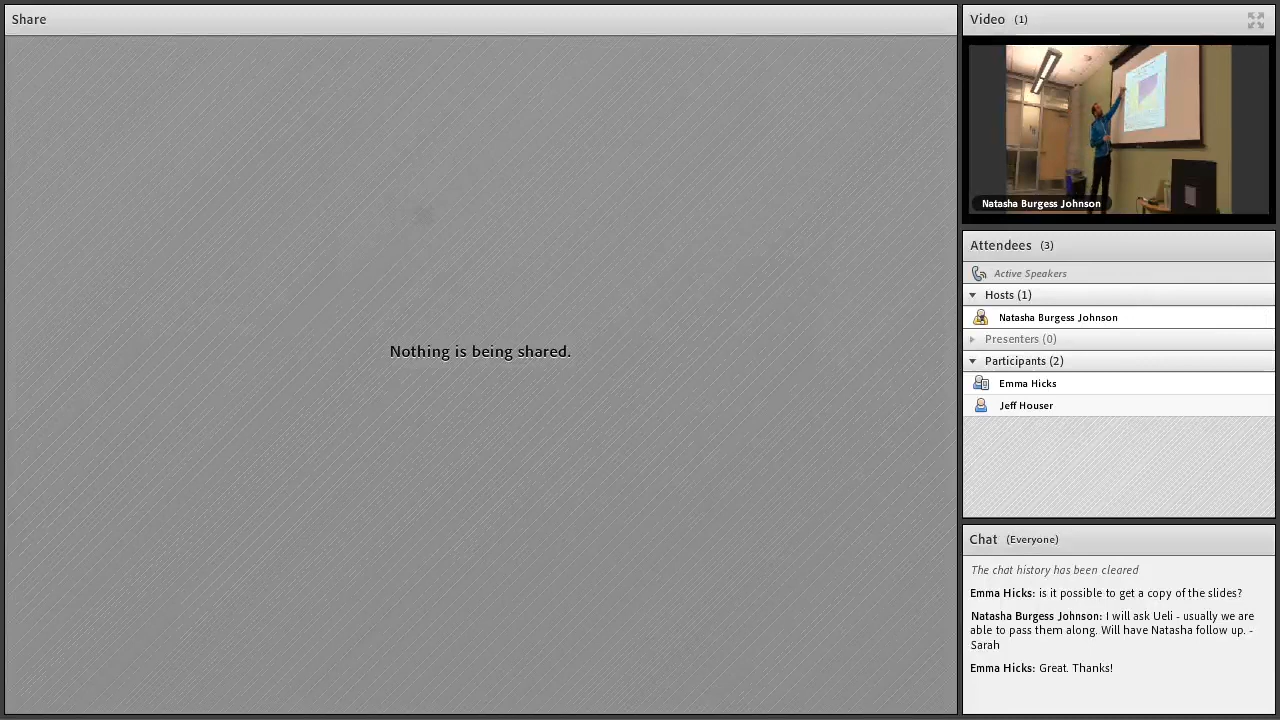 Share
Nothing is being shared.
Video (1)
Natasha Burgess Johnson
Attendees (3)
Active Speakers
Hosts (1)
Natasha Burgess Johnson
Presenters (0)
Participants (2)
Emma Hicks
Jeff Houser
Chat (Everyone)
The chat history has been cleared
Emma Hicks: is it possible to get a copy of the slides?
Natasha Burgess Johnson: I will ask Ueli - usually we are
able to pass them along. Will have Natasha follow up. -
Sarah
Emma Hicks: Great. Thanks!